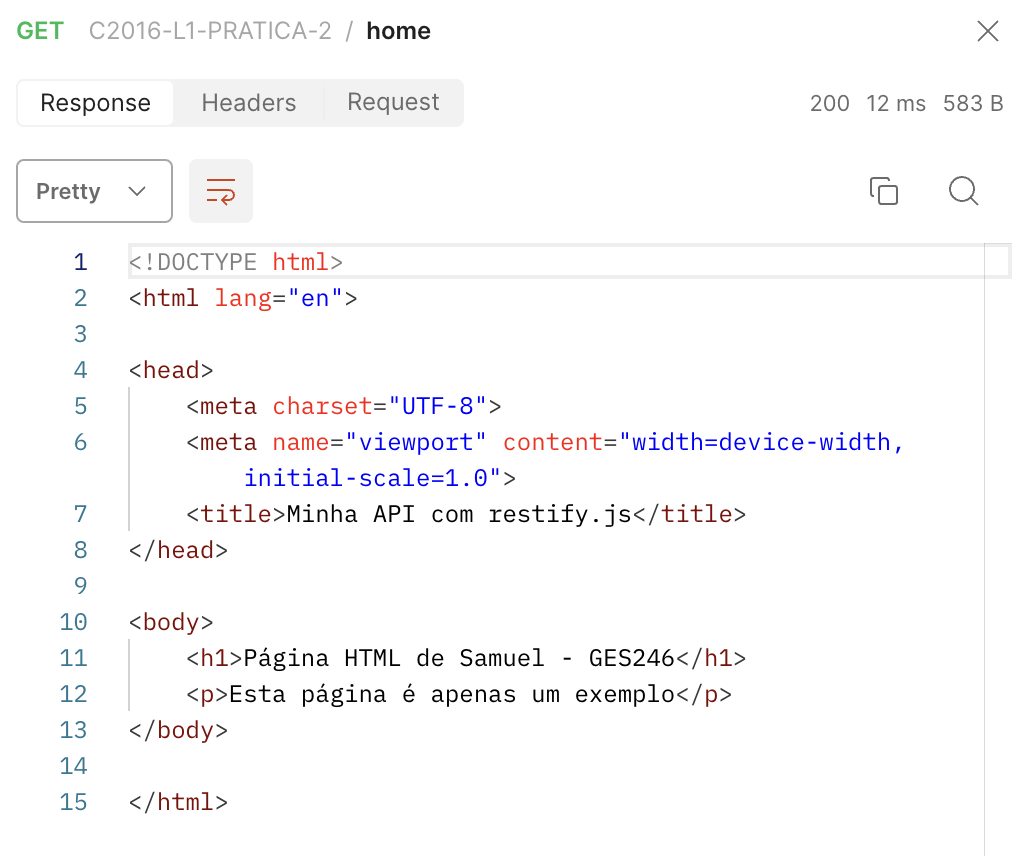 GET C2016-L1-PRATICA-2 / home
Response Headers Request 200 12 ms 583 B
Pretty
1 <!DOCTYPE html>
2 <html lang="en">
3
4 <head>
5     <meta charset="UTF-8">
6     <meta name="viewport" content="width=device-width,
        initial-scale=1.0">
7     <title>Minha API com restify.js</title>
8 </head>
9
10 <body>
11     <h1>Página HTML de Samuel - GES246</h1>
12     <p>Esta página é apenas um exemplo</p>
13 </body>
14
15 </html>